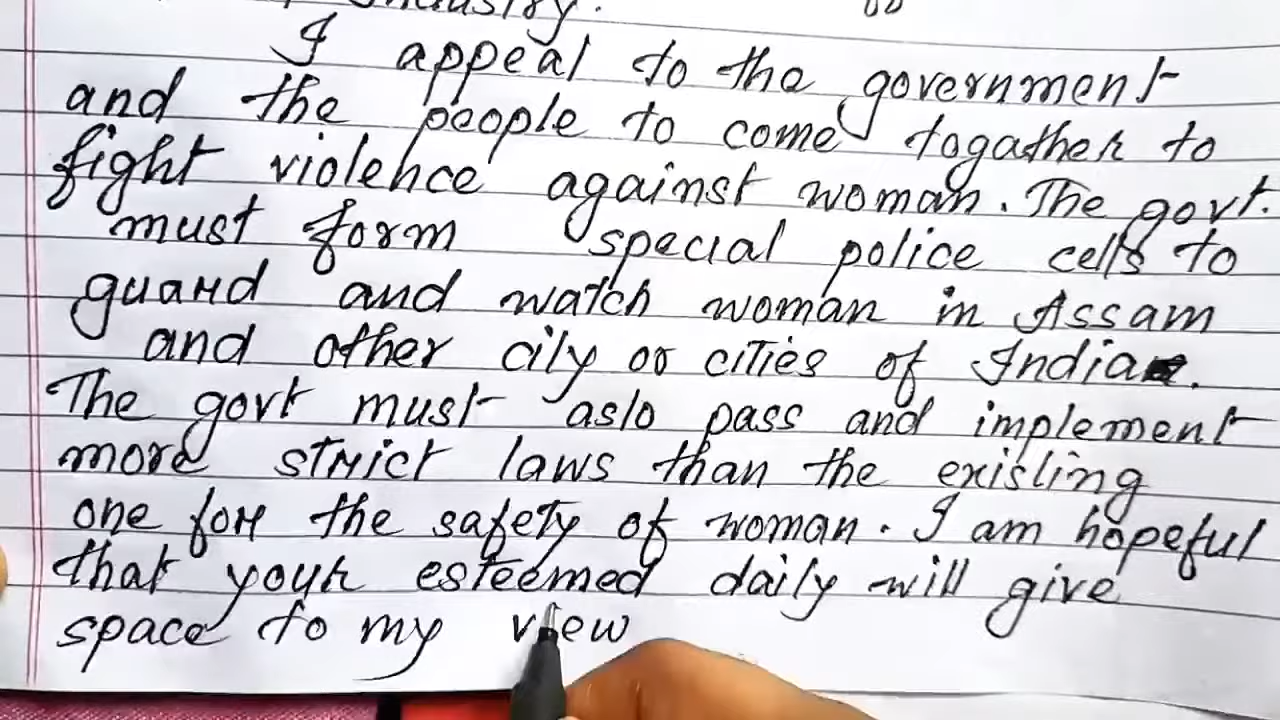 Industry.
I appeal to the government
and the people to come togather to
fight violence against woman. The govt.
must form special police cells to
guard and watch woman in Assam
and other city or cities of India.
The govt must aslo pass and implement
more strict laws than the existing
one for the safety of woman. I am hopeful
that your esteemed daily will give
space to my view